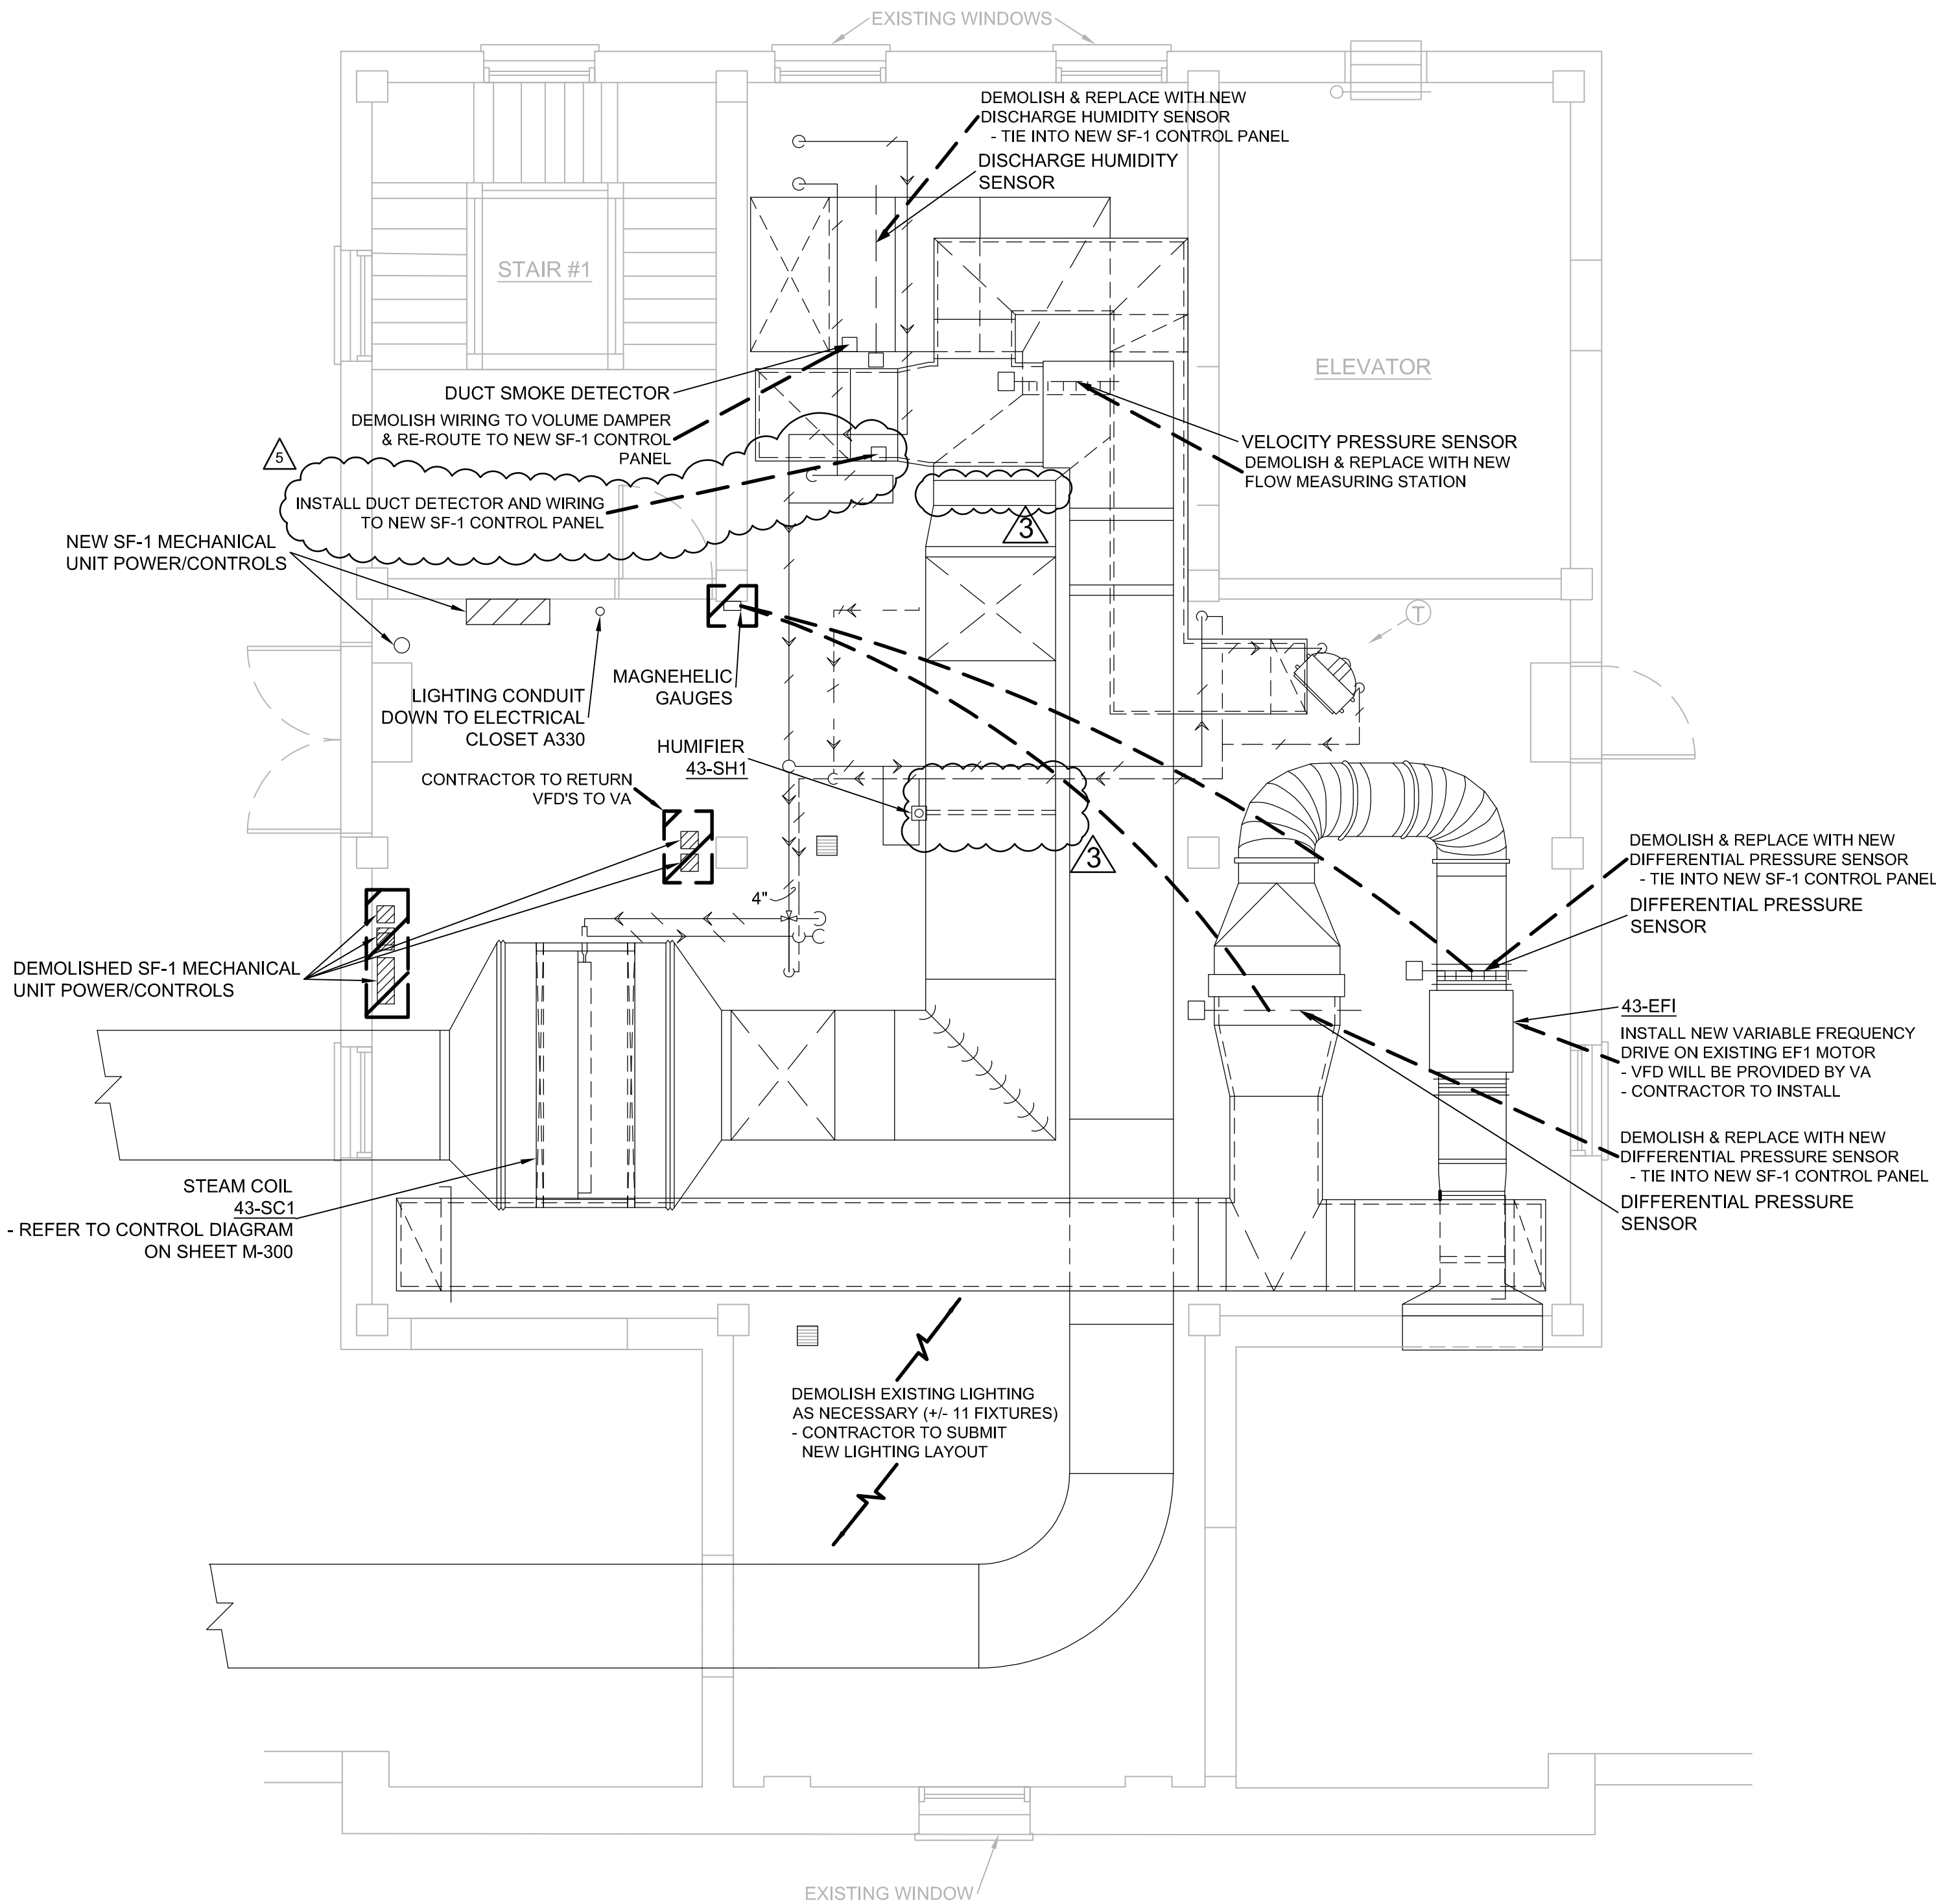 EXISTING WINDOWS
DEMOLISH & REPLACE WITH NEW
DISCHARGE HUMIDITY SENSOR
- TIE INTO NEW SF-1 CONTROL PANEL
DISCHARGE HUMIDITY
SENSOR
STAIR #1
ELEVATOR
DUCT SMOKE DETECTOR
DEMOLISH WIRING TO VOLUME DAMPER
& RE-ROUTE TO NEW SF-1 CONTROL
PANEL
VELOCITY PRESSURE SENSOR
DEMOLISH & REPLACE WITH NEW
FLOW MEASURING STATION
5
INSTALL DUCT DETECTOR AND WIRING
TO NEW SF-1 CONTROL PANEL
3
NEW SF-1 MECHANICAL
UNIT POWER/CONTROLS
T
MAGNEHELIC
GAUGES
LIGHTING CONDUIT
DOWN TO ELECTRICAL
CLOSET A330
HUMIFIER
43-SH1
CONTRACTOR TO RETURN
VFD'S TO VA
3
4"
DEMOLISH & REPLACE WITH NEW
DIFFERENTIAL PRESSURE SENSOR
- TIE INTO NEW SF-1 CONTROL PANEL
DIFFERENTIAL PRESSURE
SENSOR
DEMOLISHED SF-1 MECHANICAL
UNIT POWER/CONTROLS
43-EFI
INSTALL NEW VARIABLE FREQUENCY
DRIVE ON EXISTING EF1 MOTOR
- VFD WILL BE PROVIDED BY VA
- CONTRACTOR TO INSTALL
DEMOLISH & REPLACE WITH NEW
DIFFERENTIAL PRESSURE SENSOR
- TIE INTO NEW SF-1 CONTROL PANEL
DIFFERENTIAL PRESSURE
SENSOR
STEAM COIL
43-SC1
- REFER TO CONTROL DIAGRAM
ON SHEET M-300
DEMOLISH EXISTING LIGHTING
AS NECESSARY (+/- 11 FIXTURES)
- CONTRACTOR TO SUBMIT
NEW LIGHTING LAYOUT
EXISTING WINDOW